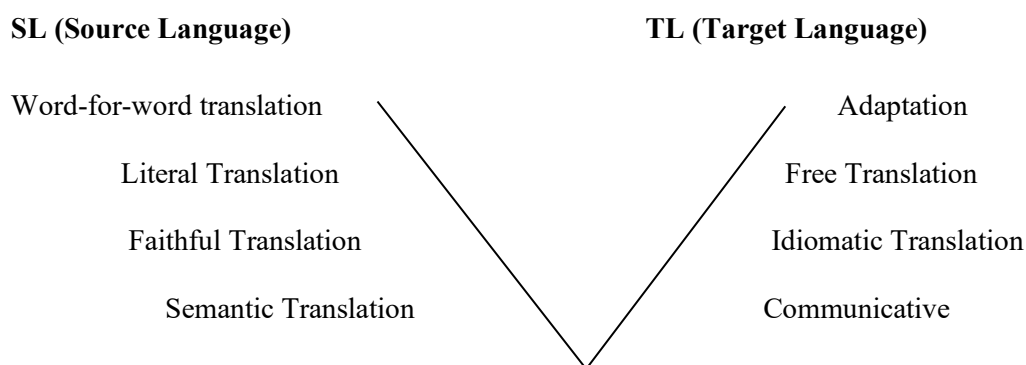 SL (Source Language) TL (Target Language)
Word-for-word translation Adaptation
Literal Translation Free Translation
Faithful Translation Idiomatic Translation
Semantic Translation Communicative